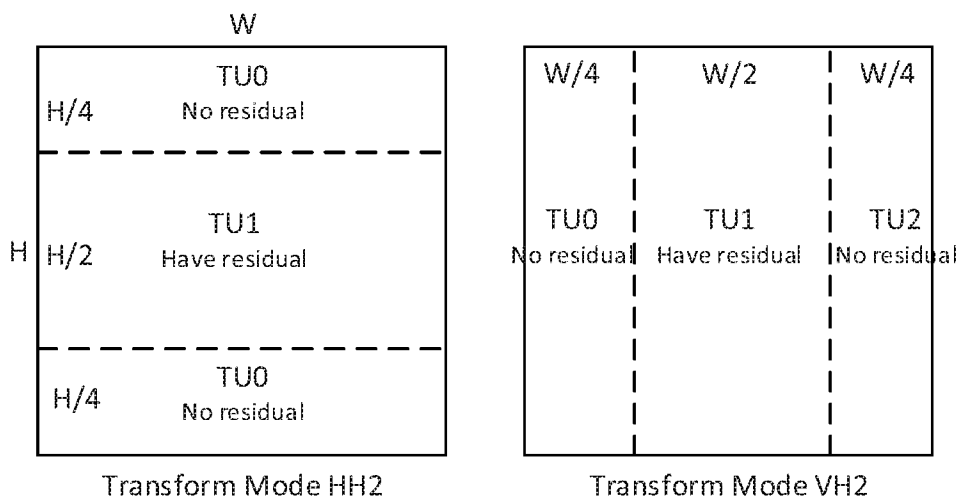 W
TU0
No residual
H/4
TU1
H H/2
Have residual
TU0
H/4
No residual
Transform Mode HH2
W/4 W/2 W/4
TU0 TU1 TU2
No residual Have residual No residual
Transform Mode VH2